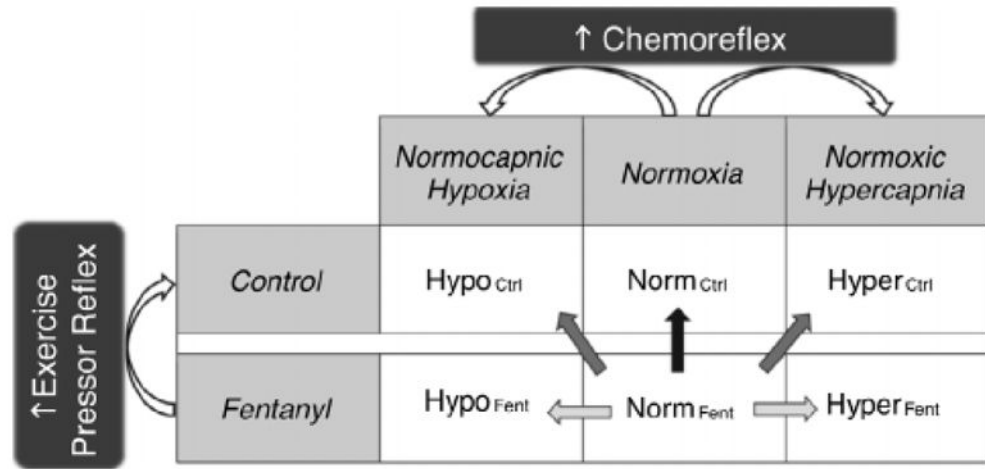 ↑ Chemoreflex
Normocapnic
Hypoxia
Normoxia
Normoxic
Hypercapnia
↑Exercise
Pressor Reflex
Control
Hypo Ctrl
Norm Ctrl
Hyper Ctrl
Fentanyl
Hypo Fent
Norm Fent
Hyper Fent